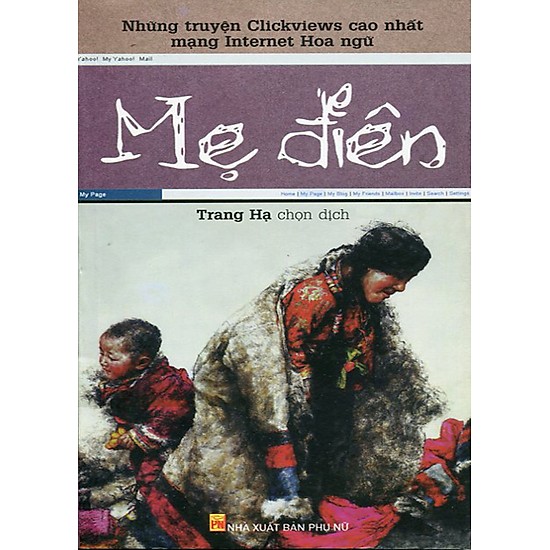 Những truyện Clickviews cao nhất
mạng Internet Hoa ngữ
Yahoo! My Yahoo! Mail
Mẹ điên
My Page
Home | My Page | My Blog | My Friends | Mailbox | Invite | Search | Settings
Trang Hạ chọn dịch
PN NHÀ XUẤT BẢN PHỤ NỮ